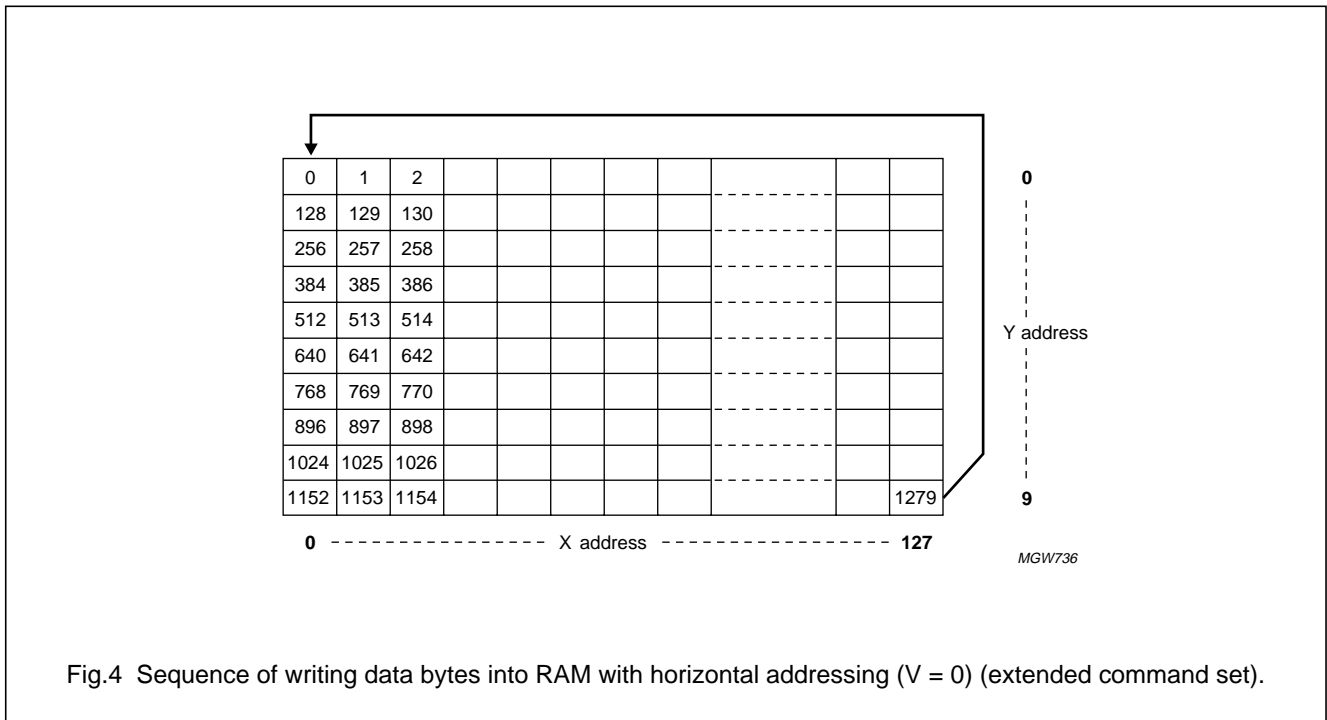 0 1 2 0
128 129 130
256 257 258
384 385 386
512 513 514
Y address
640 641 642
768 769 770
896 897 898
1024 1025 1026
1152 1153 1154 1279 9
0 X address 127
MGW736
Fig.4 Sequence of writing data bytes into RAM with horizontal addressing (V = 0) (extended command set).